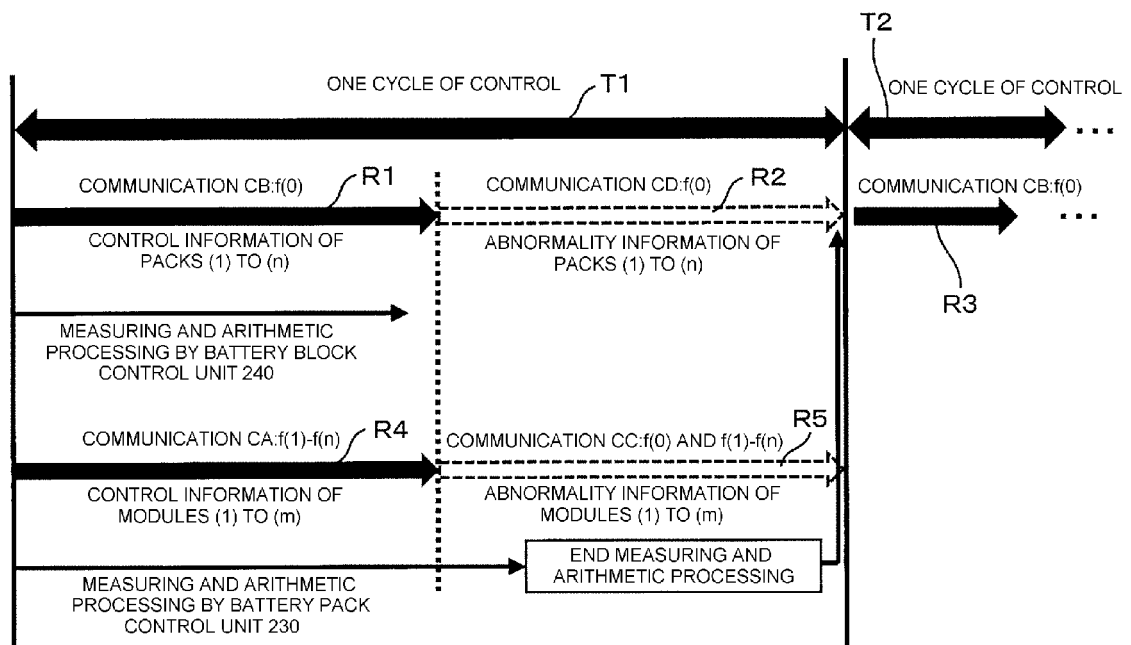 T2
ONE CYCLE OF CONTROL
T1
ONE CYCLE OF CONTROL
...
COMMUNICATION CB:f(0)
R1
COMMUNICATION CD:f(0)
R2
COMMUNICATION CB:f(0)
...
CONTROL INFORMATION OF
PACKS (1) TO (n)
ABNORMALITY INFORMATION OF
PACKS (1) TO (n)
R3
MEASURING AND ARITHMETIC
PROCESSING BY BATTERY BLOCK
CONTROL UNIT 240
COMMUNICATION CA:f(1)-f(n)
R4
COMMUNICATION CC:f(0) AND f(1)-f(n)
R5
CONTROL INFORMATION OF
MODULES (1) TO (m)
ABNORMALITY INFORMATION OF
MODULES (1) TO (m)
END MEASURING AND
ARITHMETIC PROCESSING
MEASURING AND ARITHMETIC
PROCESSING BY BATTERY PACK
CONTROL UNIT 230